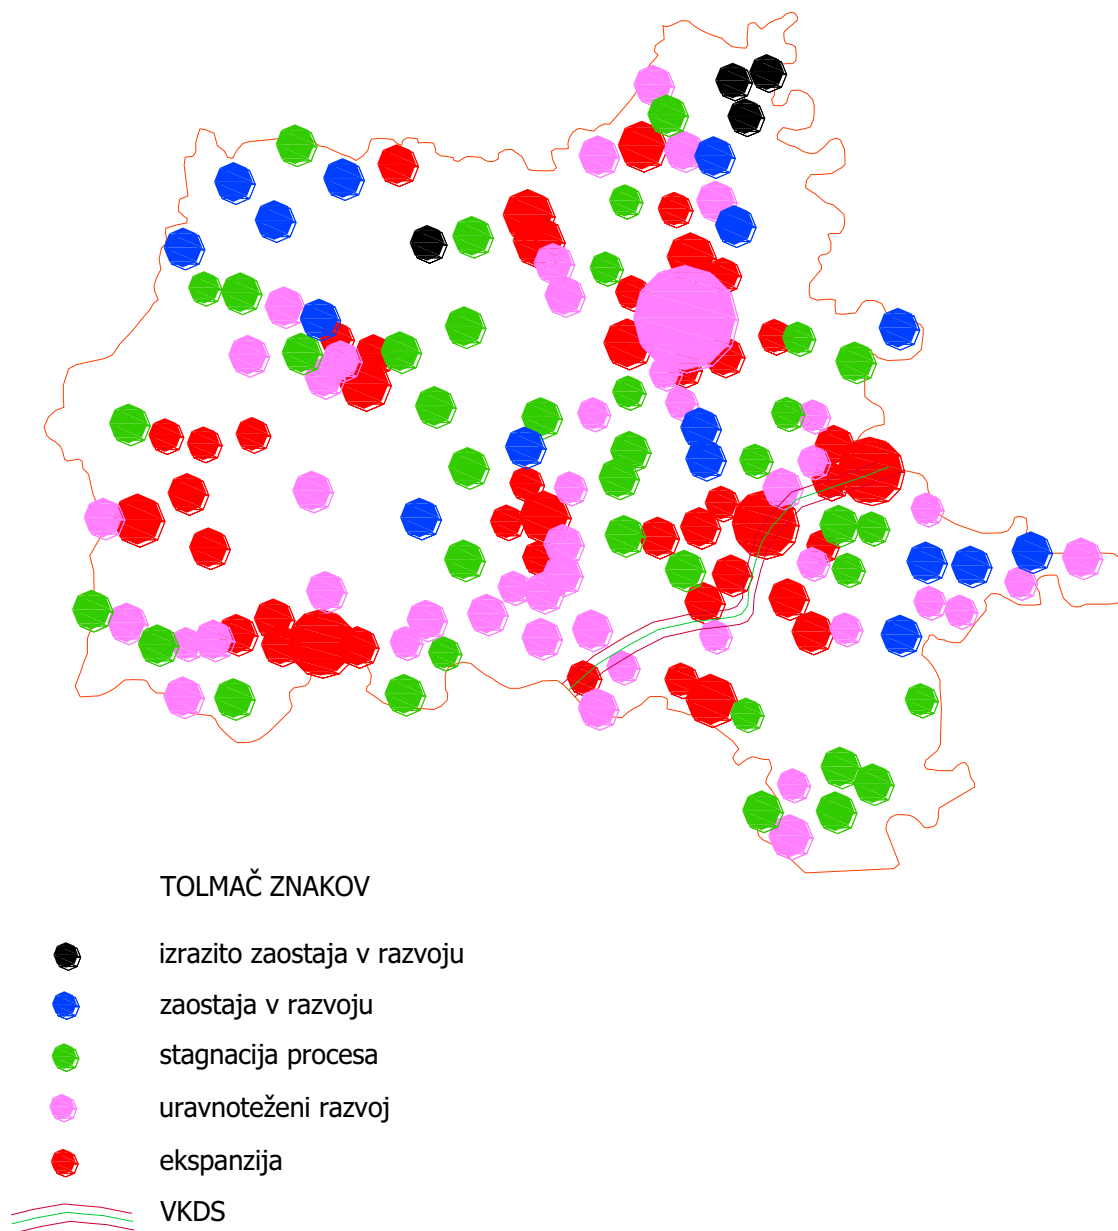 TOLMAČ ZNAKOV
izrazito zaostaja v razvoju
zaostaja v razvoju
stagnacija procesa
uravnoteženi razvoj
ekspanzija
VKDS